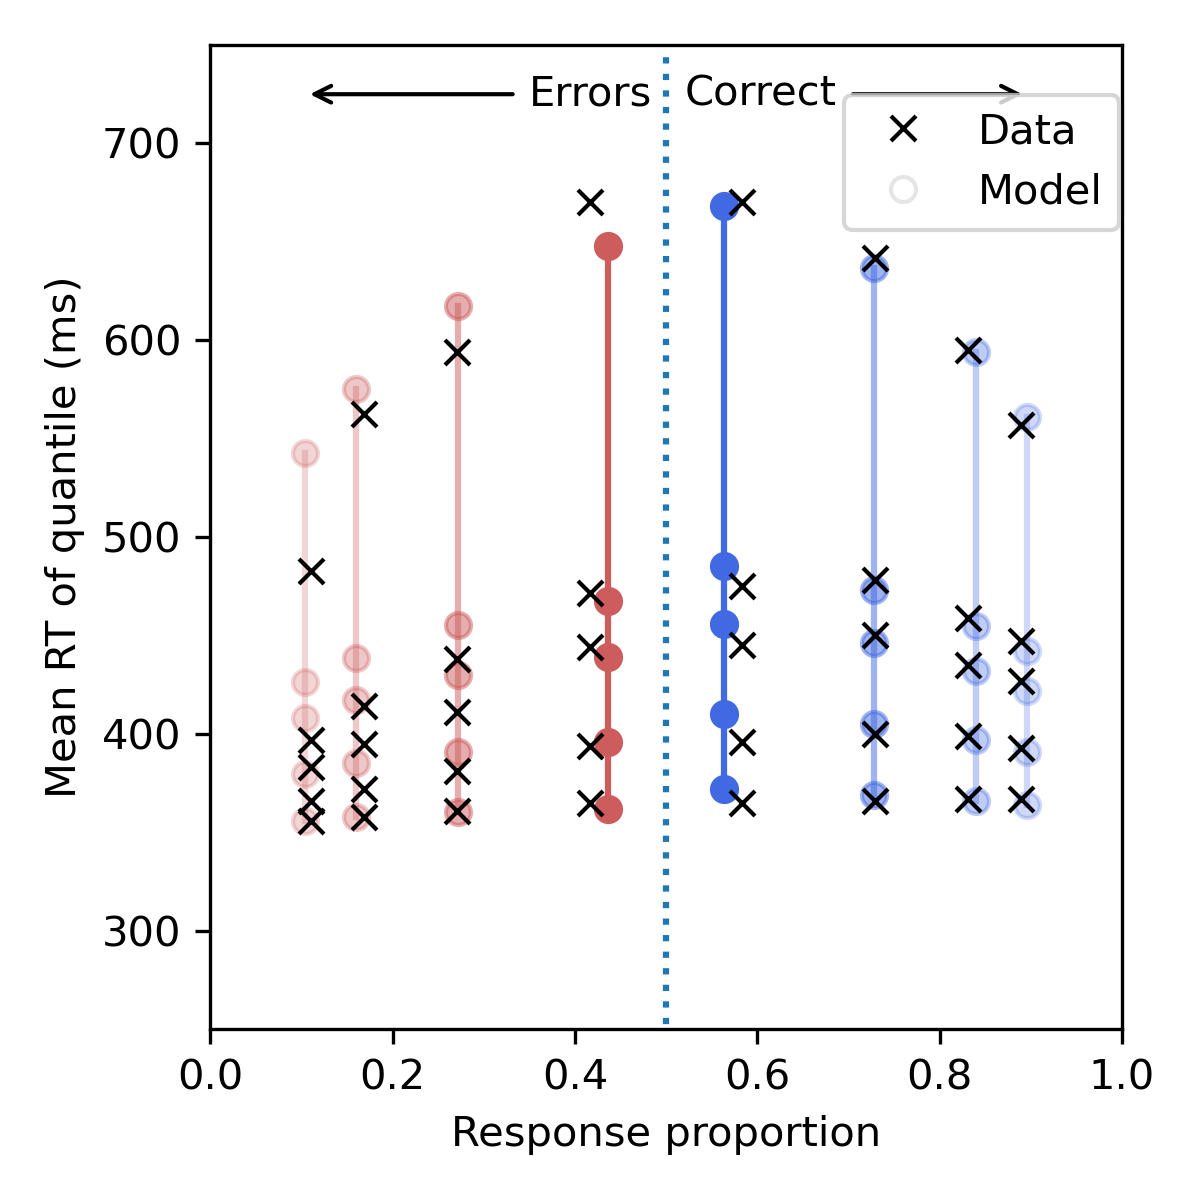 Errors Correct
Data
Model
700
600
500
400
300
Mean RT of quantile (ms)
0.0 0.2 0.4 0.6 0.8 1.0
Response proportion